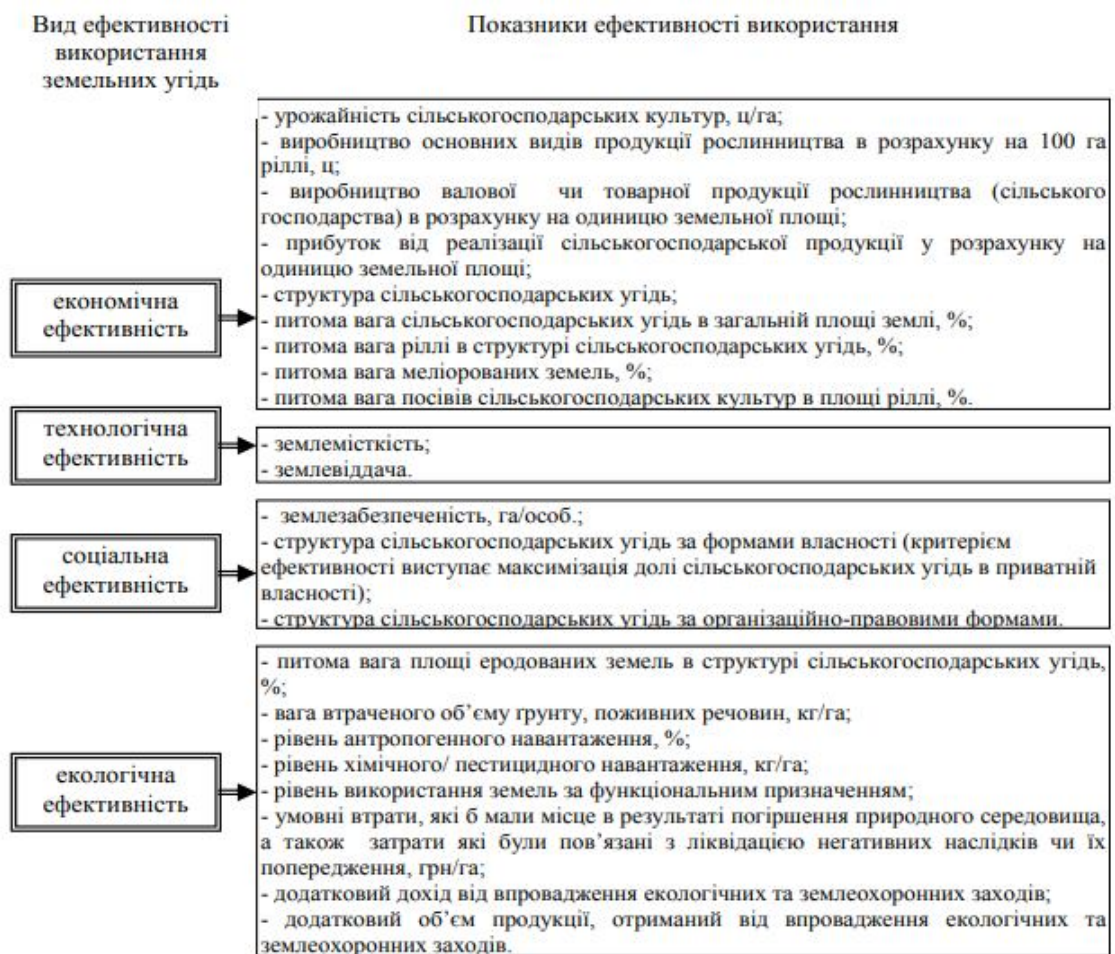 Вид ефективності
використання
земельних угідь
Показники ефективності використання
економічна
ефективність
- урожайність сільськогосподарських культур, ц/га;
- виробництво основних видів продукції рослинництва в розрахунку на 100 га
ріллі, ц;
- виробництво валової чи товарної продукції рослинництва (сільського
господарства) в розрахунку на одиницю земельної площі;
- прибуток від реалізації сільськогосподарської продукції у розрахунку на
одиницю земельної площі;
- структура сільськогосподарських угідь;
- питома вага сільськогосподарських угідь в загальній площі землі, %;
- питома вага ріллі в структурі сільськогосподарських угідь, %;
- питома вага меліорованих земель, %;
- питома вага посівів сільськогосподарських культур в площі ріллі, %.
технологічна
ефективність
- землемісткість;
- землевіддача.
соціальна
ефективність
- землезабезпеченість, га/особ.;
- структура сільськогосподарських угідь за формами власності (критерієм
ефективності виступає максимізація долі сільськогосподарських угідь в приватній
власності);
- структура сільськогосподарських угідь за організаційно-правовими формами.
екологічна
ефективність
- питома вага площі еродованих земель в структурі сільськогосподарських угідь,
%;
- вага втраченого об’єму ґрунту, поживних речовин, кг/га;
- рівень антропогенного навантаження, %;
- рівень хімічного/ пестицидного навантаження, кг/га;
- рівень використання земель за функціональним призначенням;
- умовні втрати, які б мали місце в результаті погіршення природного середовища,
а також затрати які були пов’язані з ліквідацією негативних наслідків чи їх
попередження, грн/га;
- додатковий дохід від впровадження екологічних та землеохоронних заходів;
- додатковий об’єм продукції, отриманий від впровадження екологічних та
землеохоронних заходів.